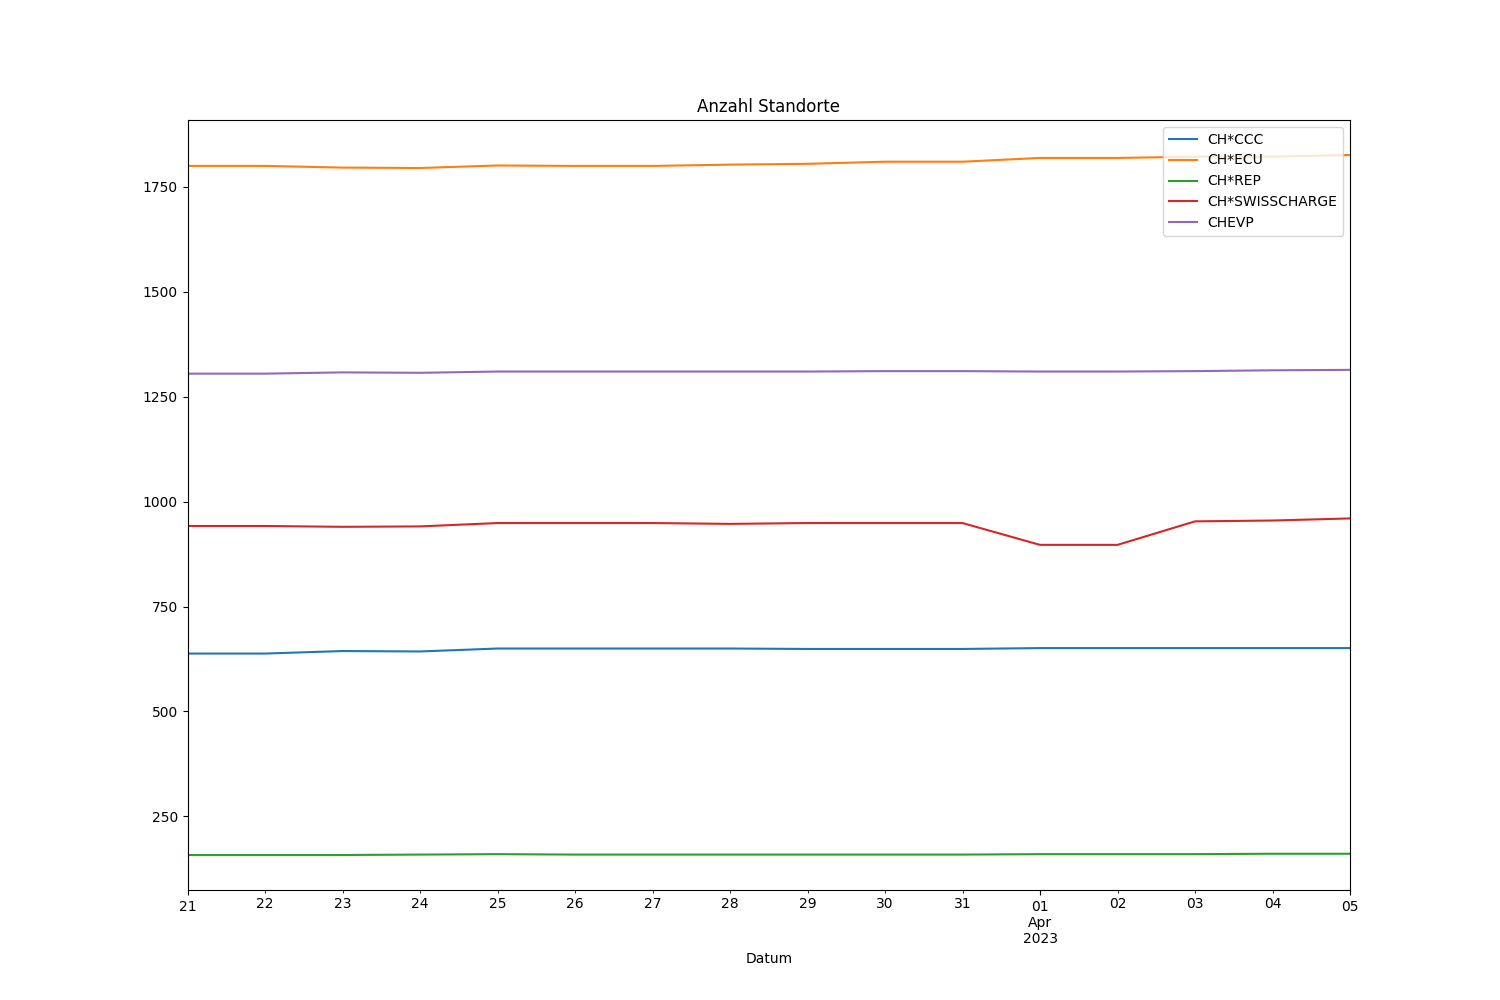 Anzahl Standorte
CH*CCC
CH*ECU
CH*REP
CH*SWISSCHARGE
CHEVP
1750
1500
1250
1000
750
500
250
21 22 23 24 25 26 27 28 29 30 31 01 02 03 04 05
Apr
2023
Datum